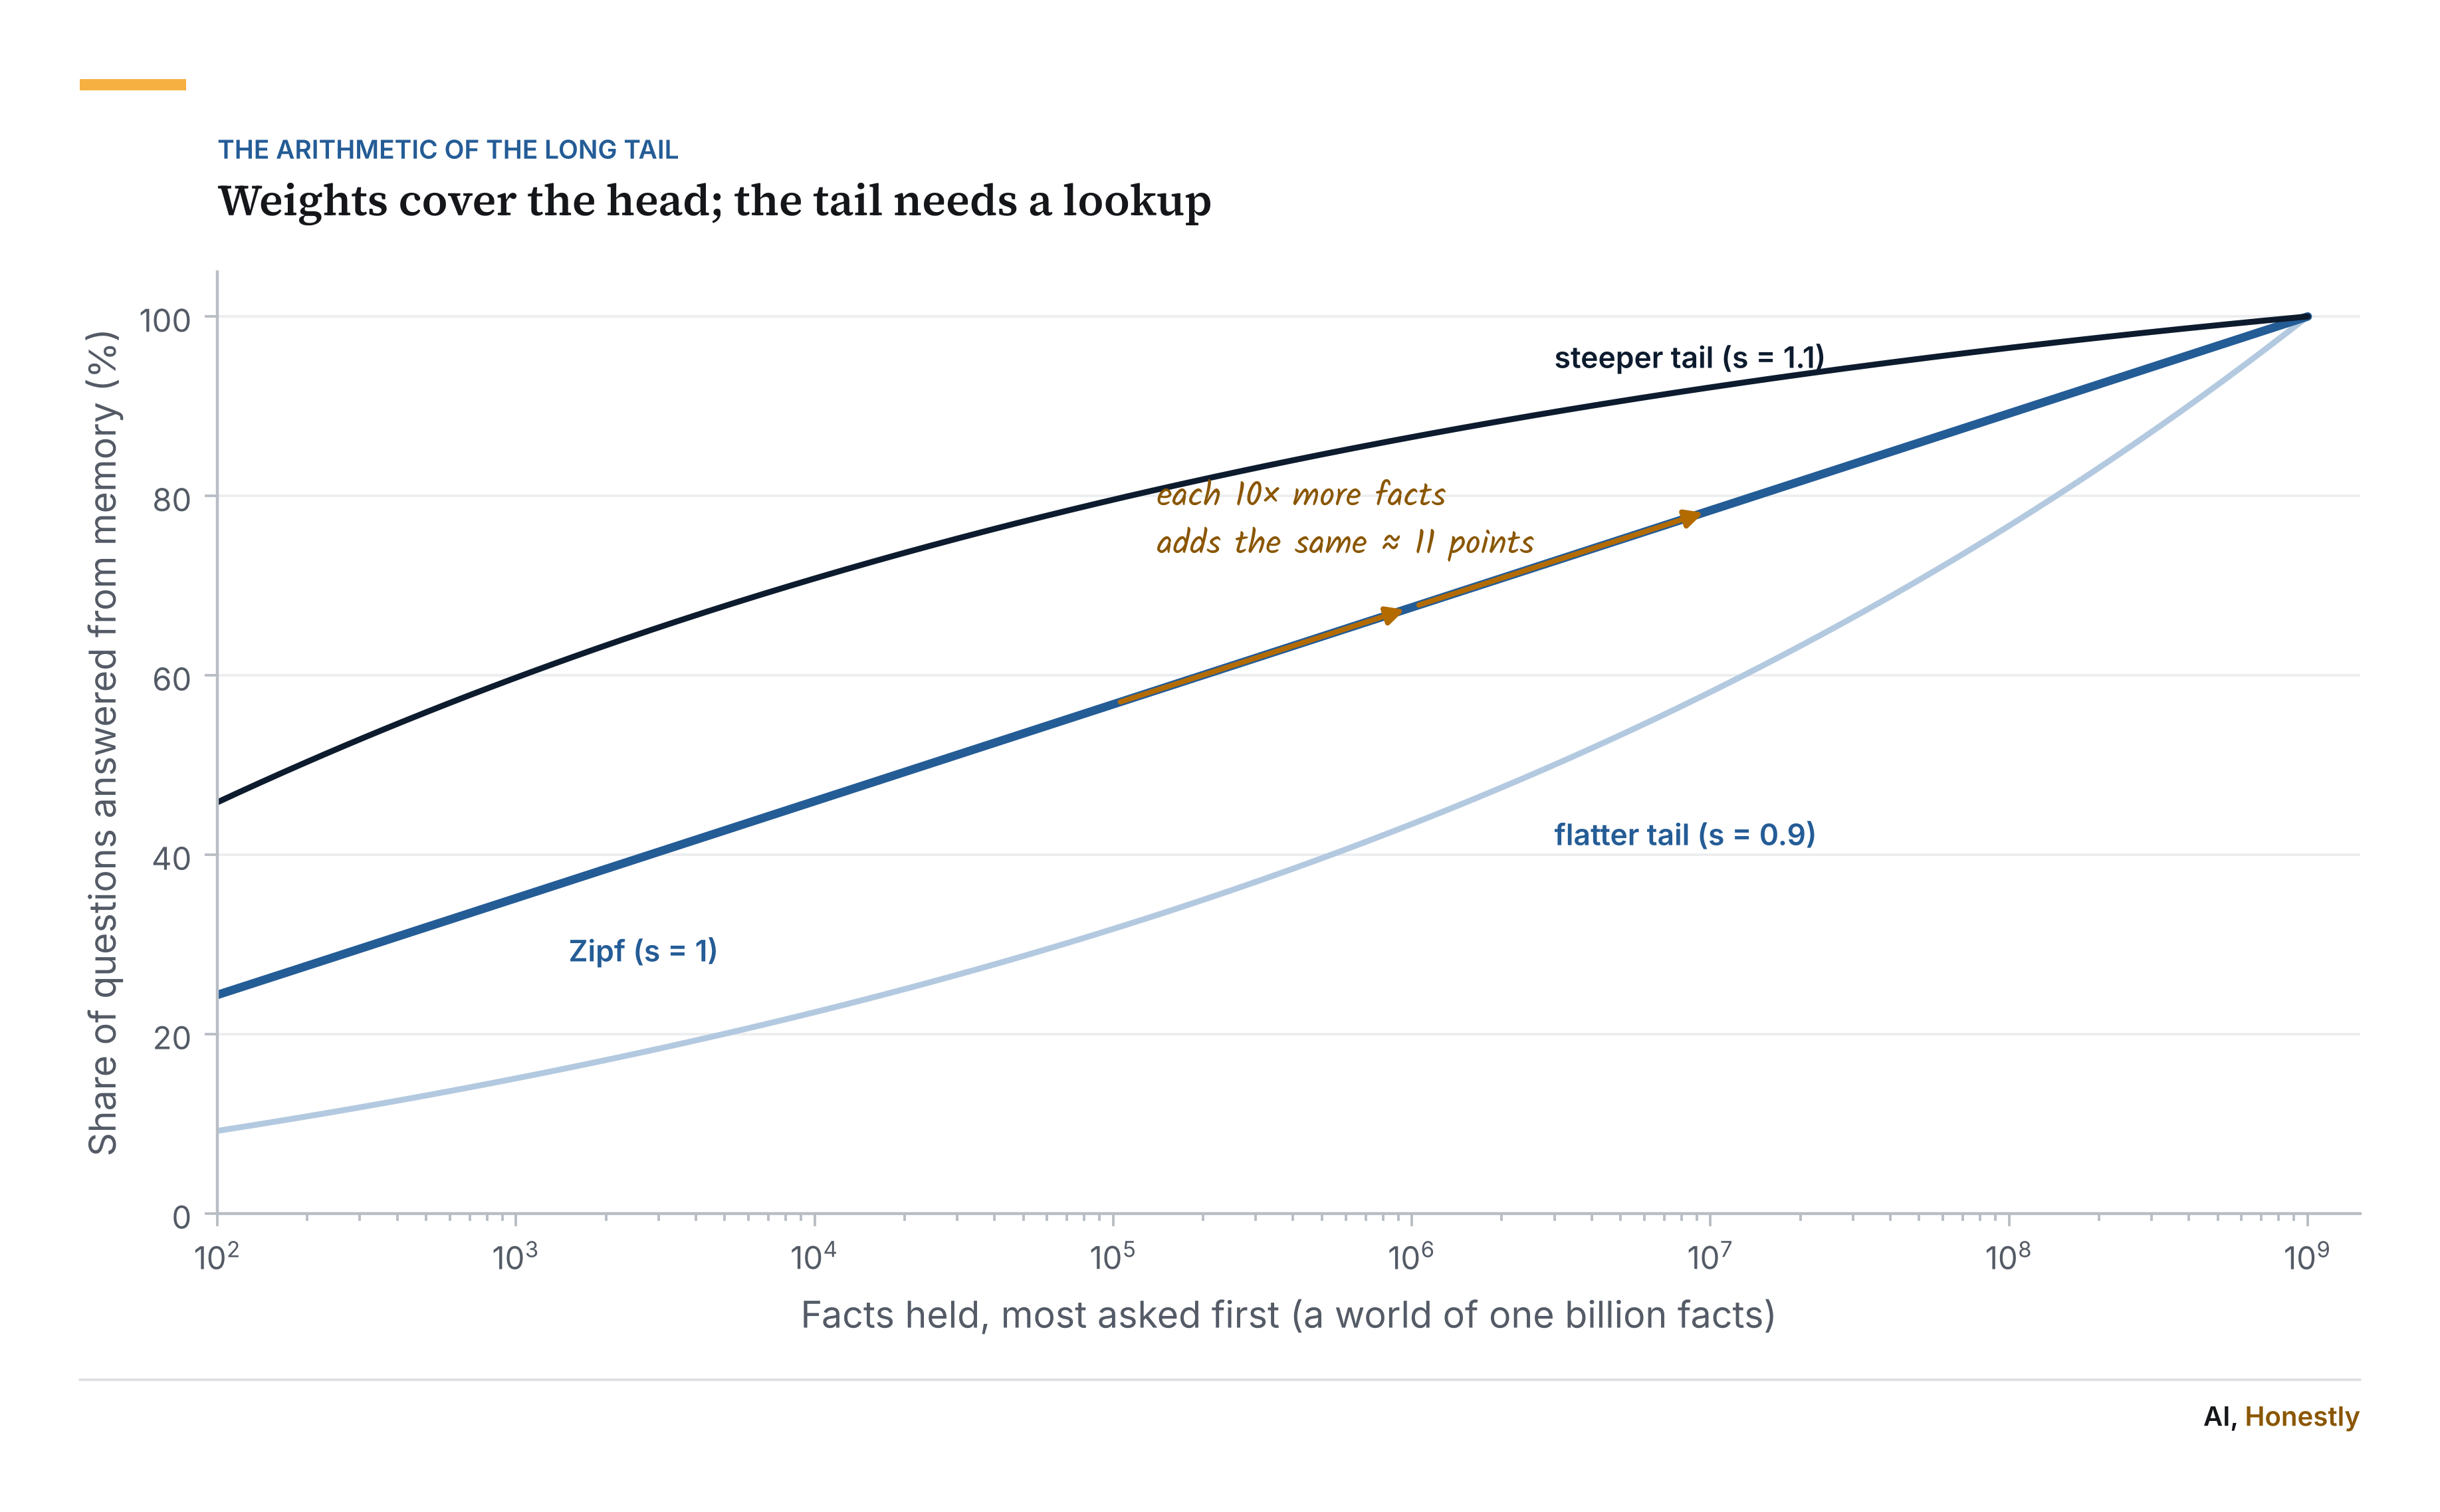 THE ARITHMETIC OF THE LONG TAIL
Weights cover the head; the tail needs a lookup
Share of questions answered from memory (%)
100
80
60
40
20
0
steeper tail (s = 1.1)
each 10× more facts
adds the same ≈ 11 points
flatter tail (s = 0.9)
Zipf (s = 1)
10² 10³ 10⁴ 10⁵ 10⁶ 10⁷ 10⁸ 10⁹
Facts held, most asked first (a world of one billion facts)
AI, Honestly